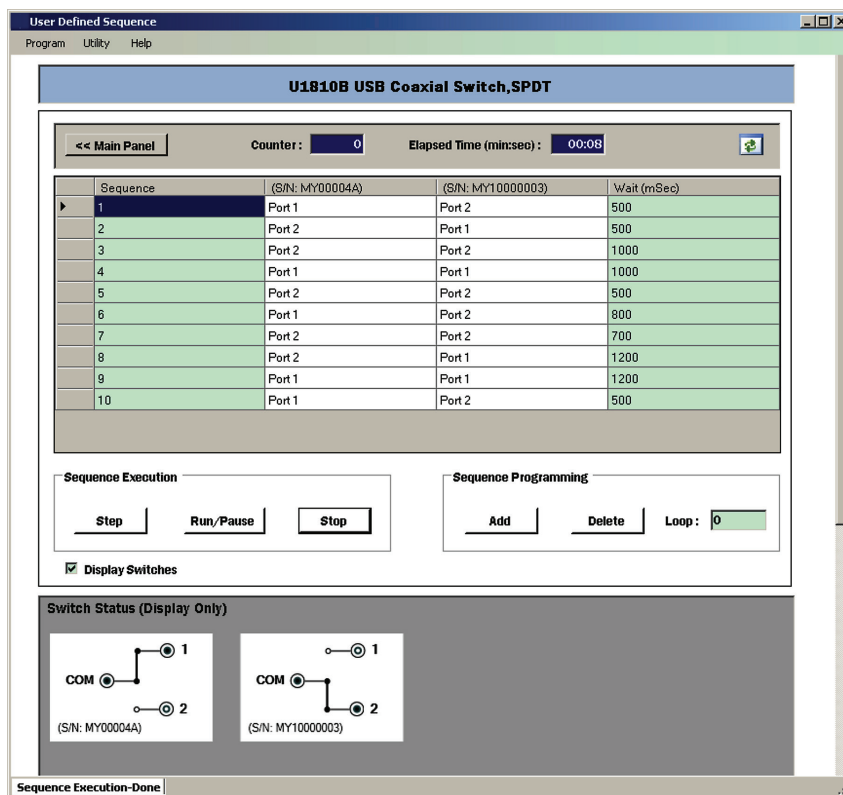 User Defined Sequence
Program Utility Help
U1810B USB Coaxial Switch,SPDT
<< Main Panel Counter : 0 Elapsed Time (min:sec) : 00:08
Sequence (S/N: MY00004A) (S/N: MY10000003) Wait (mSec)
1 Port 1 Port 2 500
2 Port 2 Port 1 500
3 Port 2 Port 2 1000
4 Port 1 Port 1 1000
5 Port 2 Port 2 500
6 Port 1 Port 2 800
7 Port 2 Port 2 700
8 Port 2 Port 1 1200
9 Port 1 Port 1 1200
10 Port 1 Port 2 500
Sequence Execution Sequence Programming
Step Run/Pause Stop Add Delete Loop : 0
Display Switches
Switch Status (Display Only)
1 1
COM COM
2 2
(S/N: MY00004A) (S/N: MY10000003)
Sequence Execution-Done